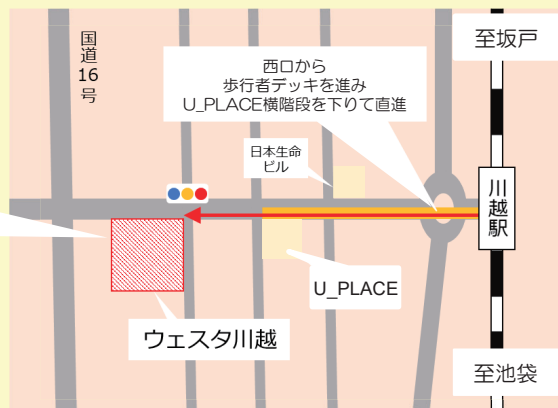 国道16号
至坂戸
西口から
歩行者デッキを進み
U_PLACE横階段を下りて直進
日本生命
ビル
川越駅
U_PLACE
ウェスタ川越
至池袋